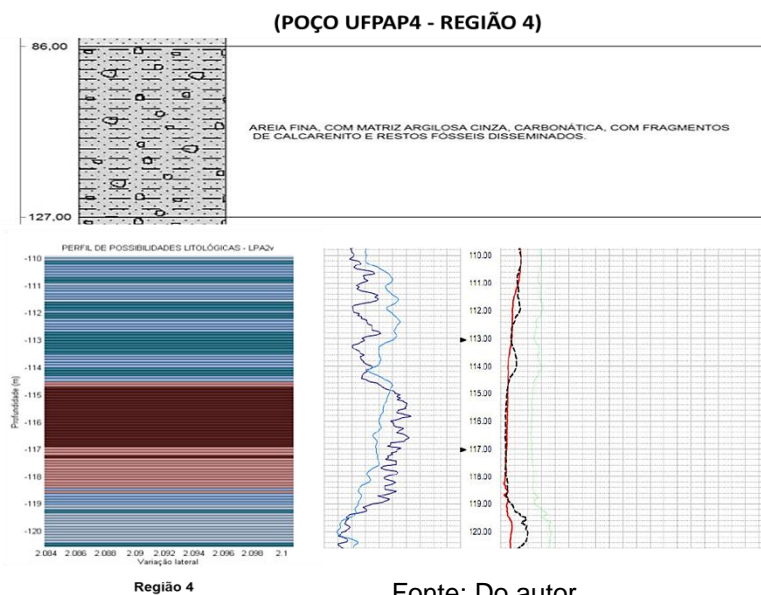 (POÇO UFPAP4 - REGIÃO 4)
86,00
AREIA FINA, COM MATRIZ ARGILOSA CINZA, CARBONÁTICA, COM FRAGMENTOS
DE CALCARENITO E RESTOS FÓSSEIS DISSEMINADOS.
127,00
PERFIL DE POSSIBILIDADES LITOLÓGICAS - LPA2v
Profundidade (m)
-110
-111
-112
-113
-114
-115
-116
-117
-118
-119
-120
2.084 2.086 2.088 2.09 2.092 2.094 2.096 2.098 2.1
Variação lateral
110.00
111.00
112.00
113.00
114.00
115.00
116.00
117.00
118.00
119.00
120.00
Região 4
Fonte: Do autor